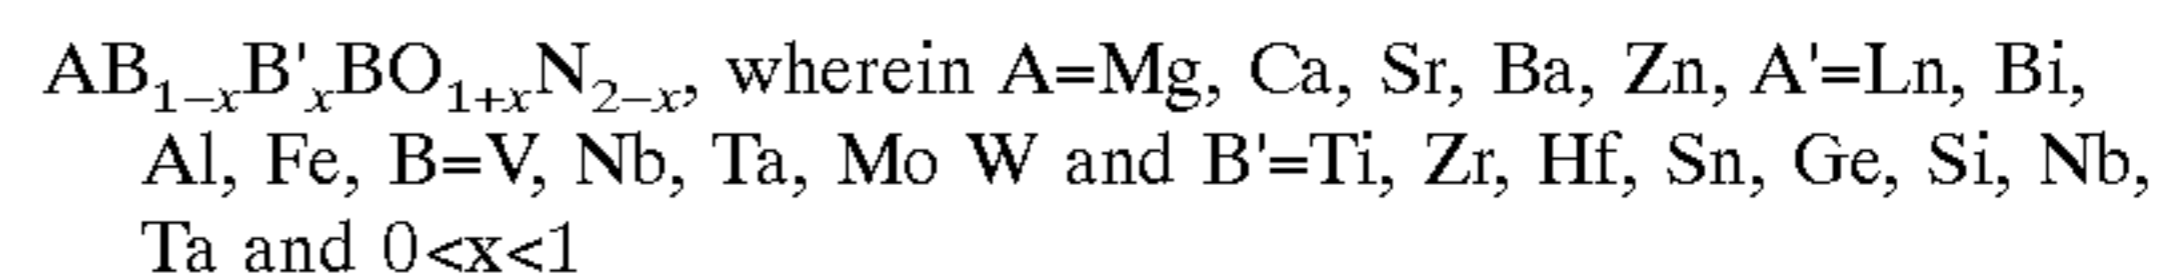 AB₁₋ₓB'ₓBO₁₊ₓN₂₋ₓ, wherein A=Mg, Ca, Sr, Ba, Zn, A'=Ln, Bi,
Al, Fe, B=V, Nb, Ta, Mo W and B'=Ti, Zr, Hf, Sn, Ge, Si, Nb,
Ta and 0<x<1